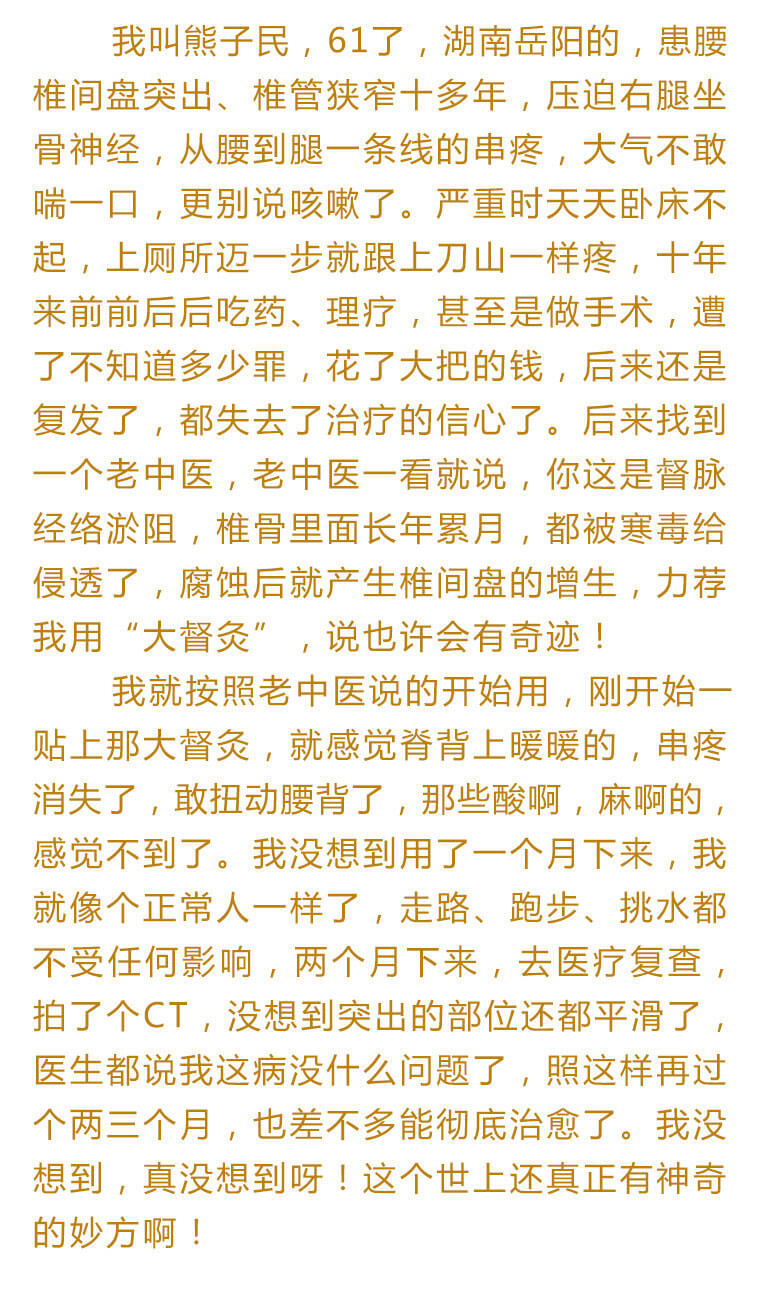 我叫熊子民，61了，湖南岳阳的，患腰
椎间盘突出、椎管狭窄十多年，压迫右腿坐
骨神经，从腰到腿一条线的串疼，大气不敢
喘一口，更别说咳嗽了。严重时天天卧床不
起，上厕所迈一步就跟上刀山一样疼，十年
来前前后后吃药、理疗，甚至是做手术，遭
了不知道多少罪，花了大把的钱，后来还是
复发了，都失去了治疗的信心了。后来找到
一个老中医，老中医一看就说，你这是督脉
经络淤阻，椎骨里面长年累月，都被寒毒给
侵透了，腐蚀后就产生椎间盘的增生，力荐
我用“大督灸”，说也许会有奇迹！
我就按照老中医说的开始用，刚开始一
贴上那大督灸，就感觉脊背上暖暖的，串疼
消失了，敢扭动腰背了，那些酸啊，麻啊的，
感觉不到了。我没想到用了一个月下来，我
就像个正常人一样了，走路、跑步、挑水都
不受任何影响，两个月下来，去医疗复查，
拍了个CT，没想到突出的部位还都平滑了，
医生都说我这病没什么问题了，照这样再过
个两三个月，也差不多能彻底治愈了。我没
想到，真没想到呀！这个世上还真正有神奇
的妙方啊！